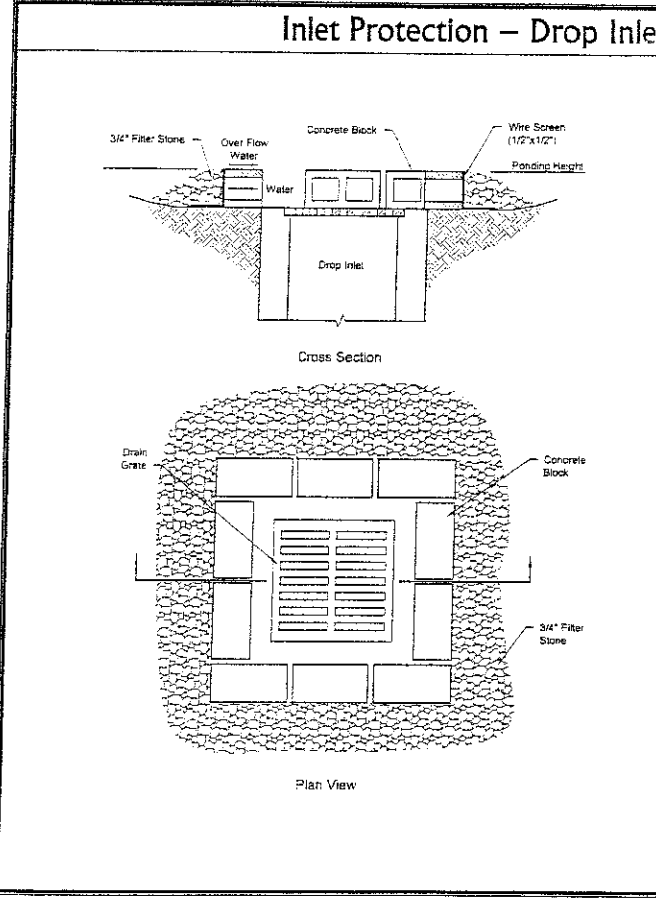 Inlet Protection – Drop Inle
3/4" Filter Stone
Over Flow
Water
Concrete Block
Wire Screen
(1/2"x1/2")
Ponding Height
Water
Drop Inlet
Cross Section
Drain
Grate
Concrete
Block
3/4" Filter
Stone
Plan View